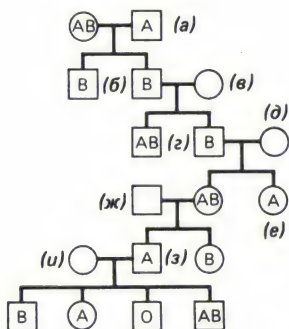 AB A (а)
B (б) B (в)
(д)
AB (г) B
(ж) AB A
(е)
(и) A (з) B
B A O AB